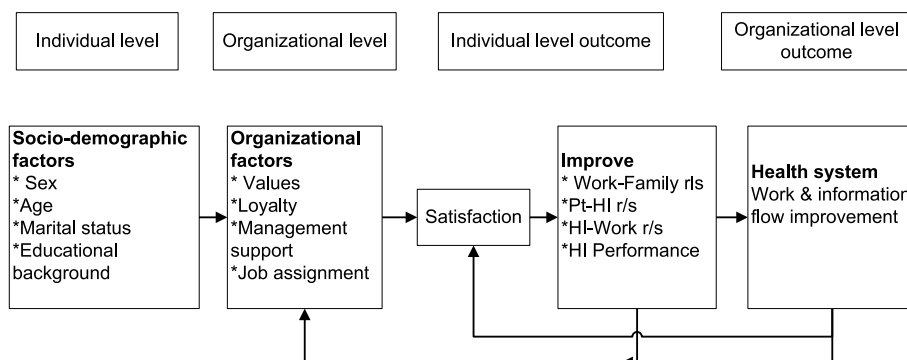 Individual level
Organizational level
Individual level outcome
Organizational level
outcome
Socio-demographic
factors
* Sex
*Age
*Marital status
*Educational
background
Organizational
factors
* Values
*Loyalty
*Management
support
*Job assignment
Satisfaction
Improve
* Work-Family rls
*Pt-HI r/s
*HI-Work r/s
*HI Performance
Health system
Work & information
flow improvement